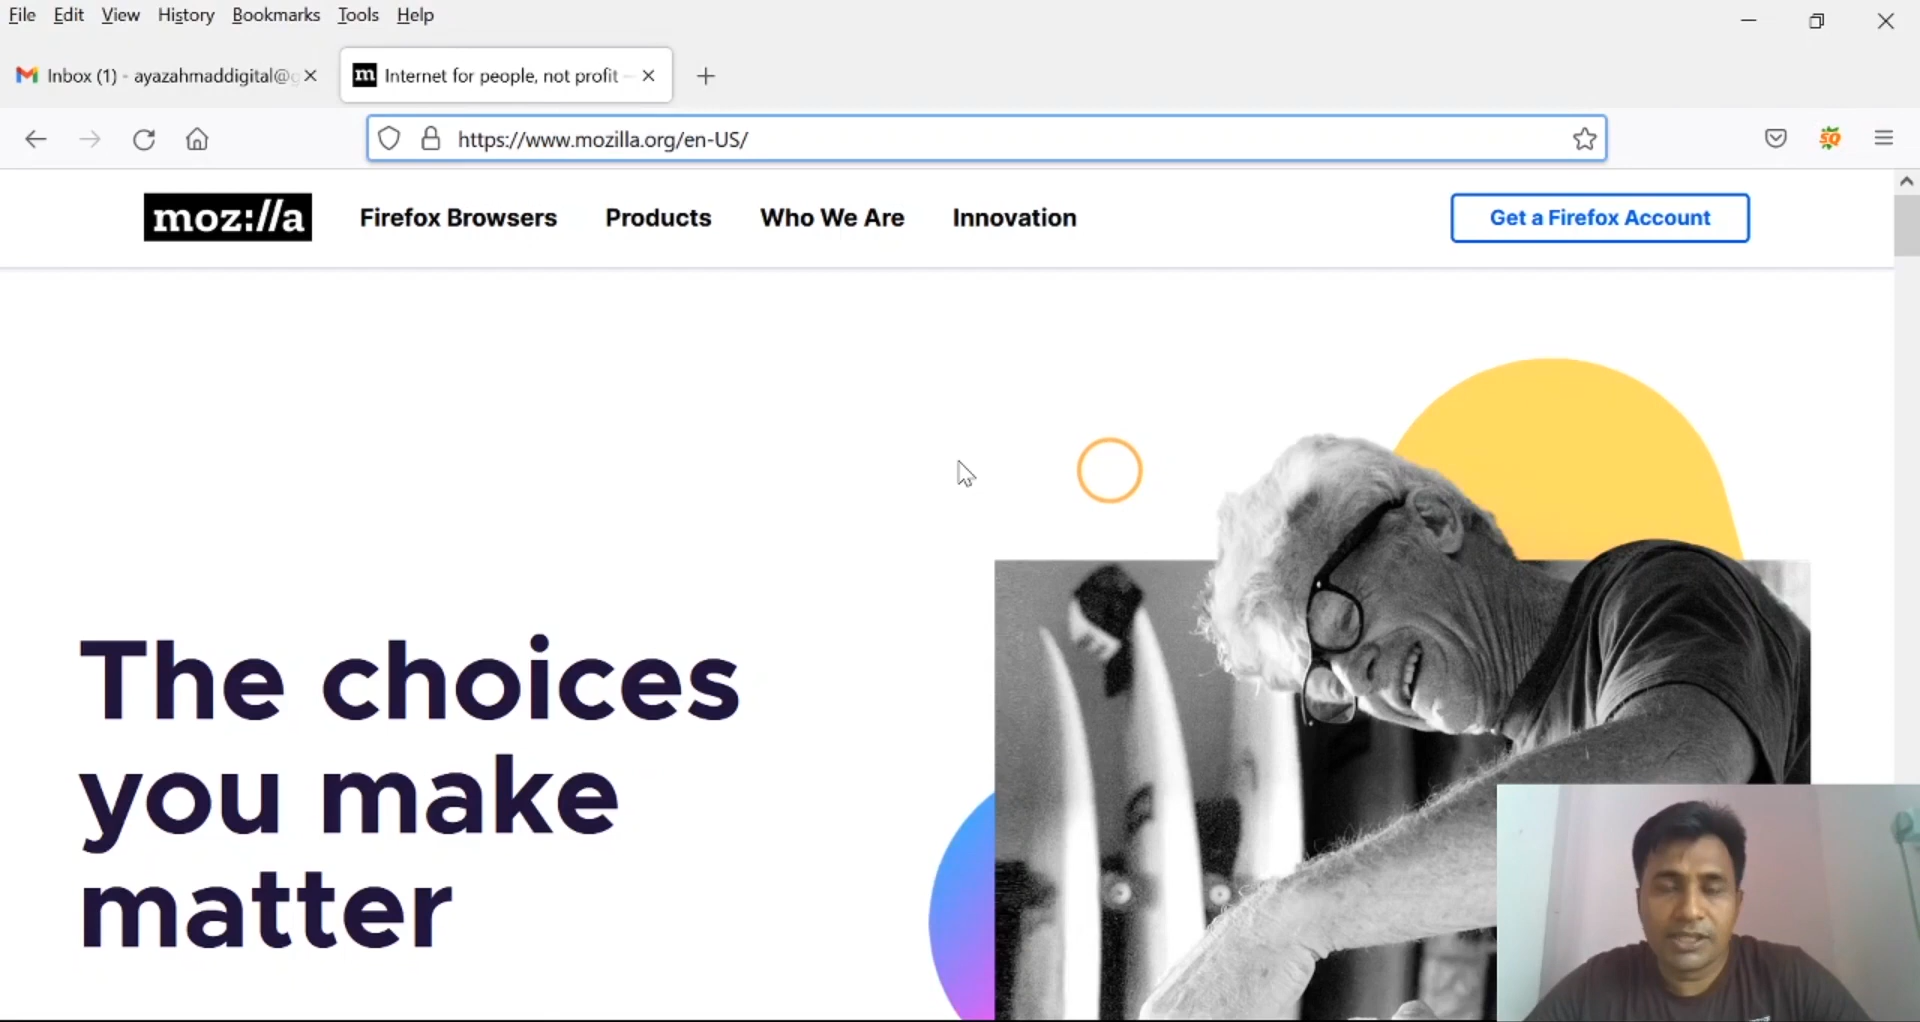 File Edit View History Bookmarks Tools Help
Inbox (1) - ayazahmaddigital@g
m Internet for people, not profit —
https://www.mozilla.org/en-US/
SQ
moz://a Firefox Browsers Products Who We Are Innovation Get a Firefox Account
The choices
you make
matter